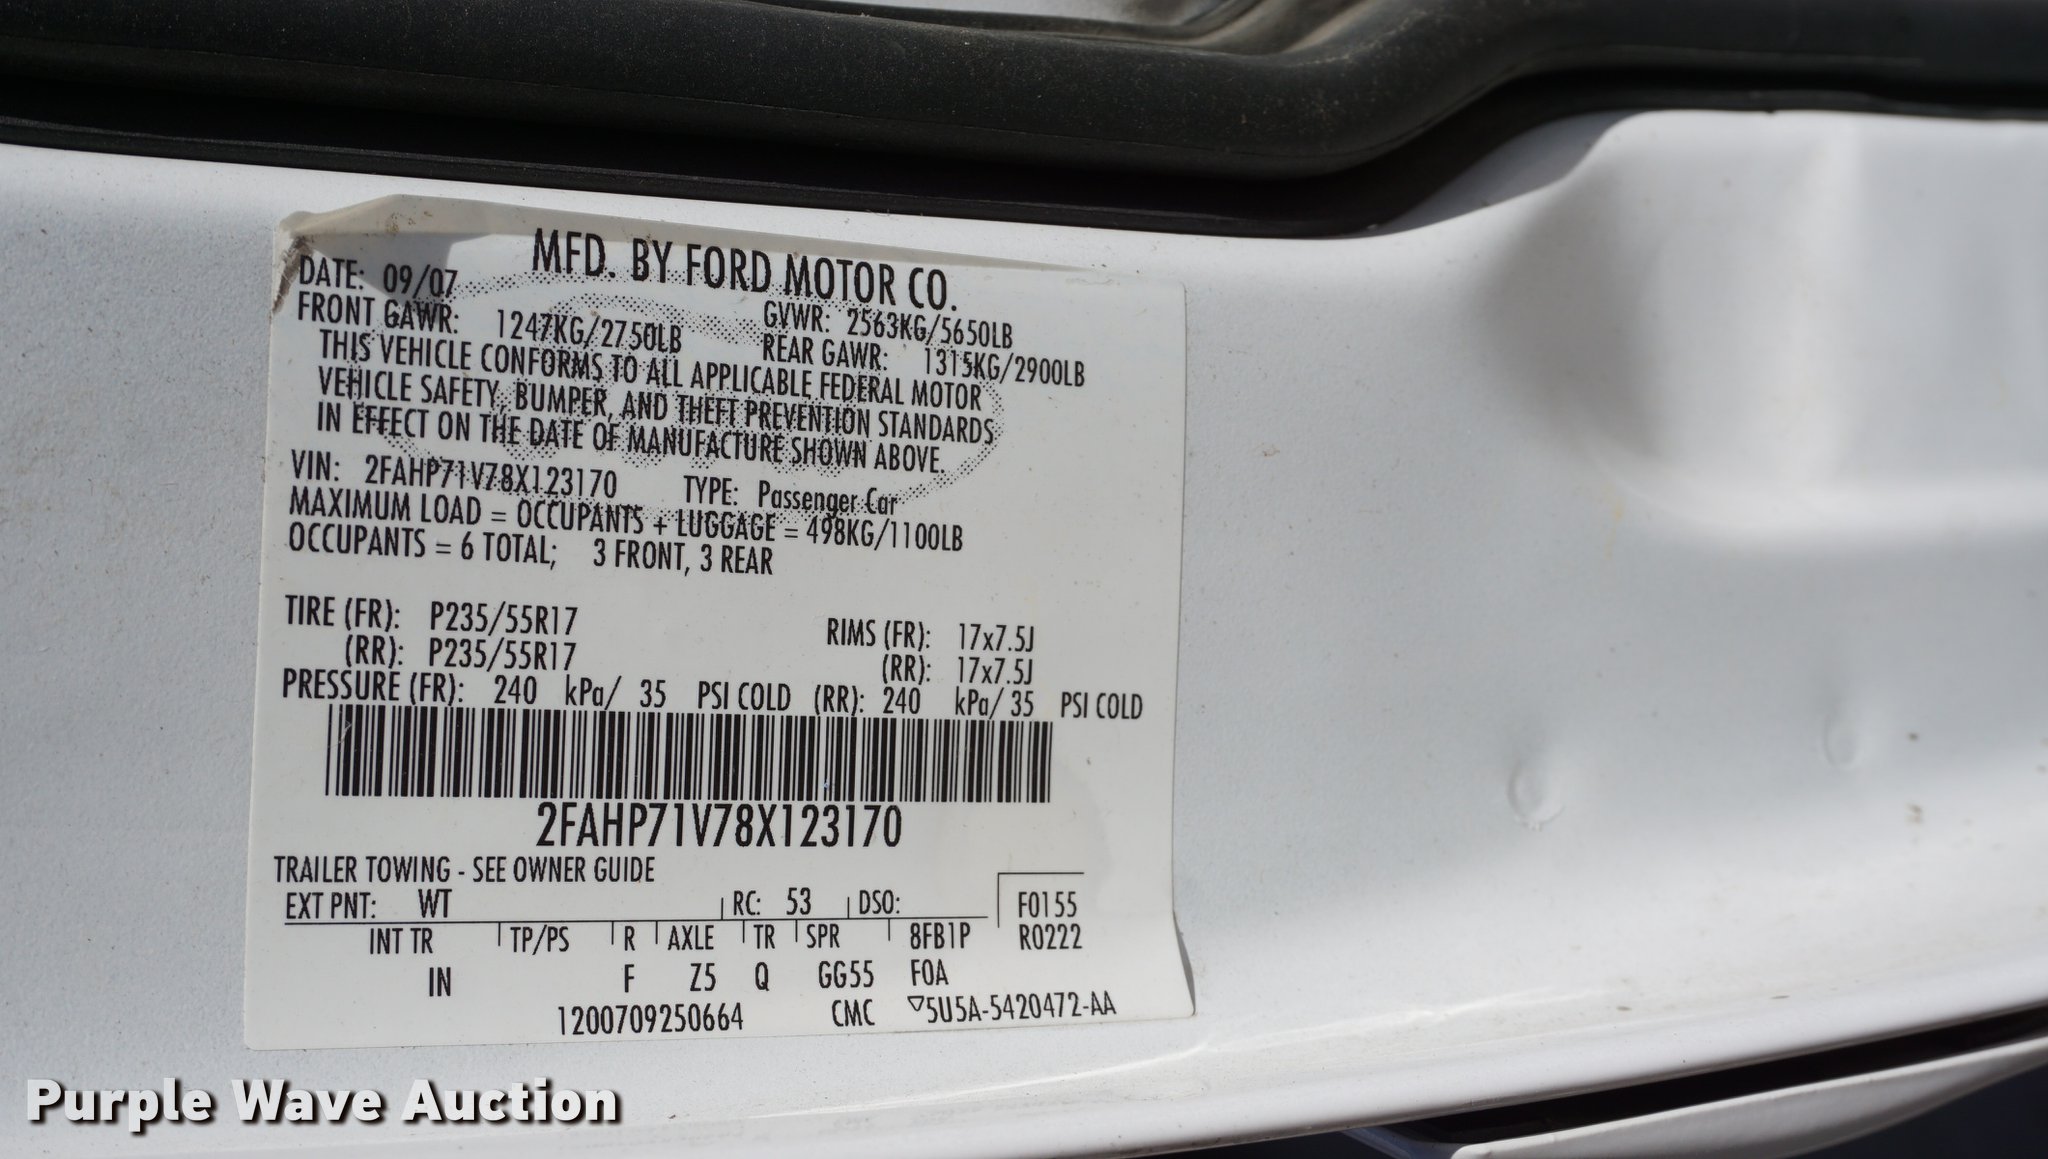 MFD. BY FORD MOTOR CO.
DATE: 09/07
GVWR: 2563KG/5650LB
FRONT GAWR: 1247KG/2750LB
REAR GAWR: 1315KG/2900LB
THIS VEHICLE CONFORMS TO ALL APPLICABLE FEDERAL MOTOR
VEHICLE SAFETY, BUMPER, AND THEFT PREVENTION STANDARDS
IN EFFECT ON THE DATE OF MANUFACTURE SHOWN ABOVE.
VIN: 2FAHP71V78X123170 TYPE: Passenger Car
MAXIMUM LOAD = OCCUPANTS + LUGGAGE = 498KG/1100LB
OCCUPANTS = 6 TOTAL; 3 FRONT, 3 REAR
TIRE (FR): P235/55R17 RIMS (FR): 17x7.5J
(RR): P235/55R17 (RR): 17x7.5J
PRESSURE (FR): 240 kPa/ 35 PSI COLD (RR): 240 kPa/ 35 PSI COLD
2FAHP71V78X123170
TRAILER TOWING - SEE OWNER GUIDE
EXT PNT: WT RC: 53 DSO: F0155
INT TR TP/PS R AXLE TR SPR 8FB1P R0222
IN F Z5 Q GG55 F0A
1200709250664 CMC ▽5U5A-5420472-AA
Purple Wave Auction